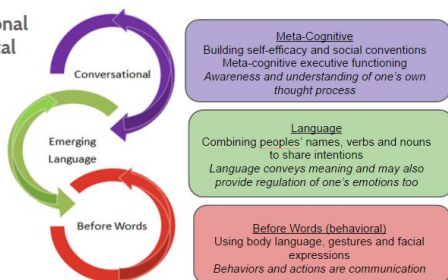 onal
tal
Conversational
Emerging
Language
Before Words
Meta-Cognitive
Building self-efficacy and social conventions
Meta-cognitive executive functioning
Awareness and understanding of one's own
thought process
Language
Combining peoples' names, verbs and nouns
to share intentions
Language conveys meaning and may also
provide regulation of one's emotions too
Before Words (behavioral)
Using body language, gestures and facial
expressions
Behaviors and actions are communication